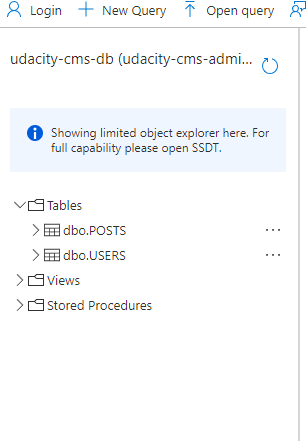 Login New Query Open query
udacity-cms-db (udacity-cms-admi...
Showing limited object explorer here. For
full capability please open SSDT.
Tables
dbo.POSTS ...
dbo.USERS ...
Views
Stored Procedures